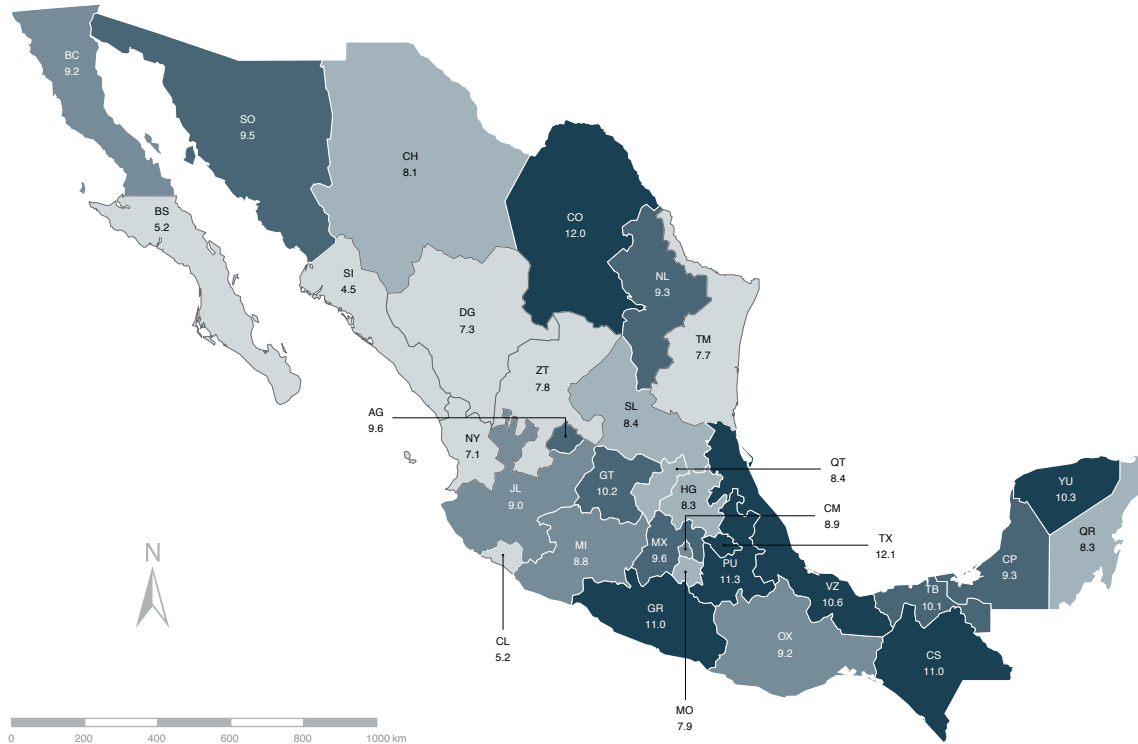 BC
9.2
SO
9.5
CH
8.1
BS
5.2
CO
12.0
SI
4.5
NL
9.3
DG
7.3
TM
7.7
ZT
7.8
AG
9.6
SL
8.4
NY
7.1
QT
8.4
GT
10.2
JL
9.0
HG
8.3
YU
10.3
CM
8.9
QR
8.3
TX
12.1
MX
9.6
MI
8.8
PU
11.3
CP
9.3
N
VZ
10.6
TB
10.1
GR
11.0
OX
9.2
CL
5.2
CS
11.0
MO
7.9
0 200 400 600 800 1000 km